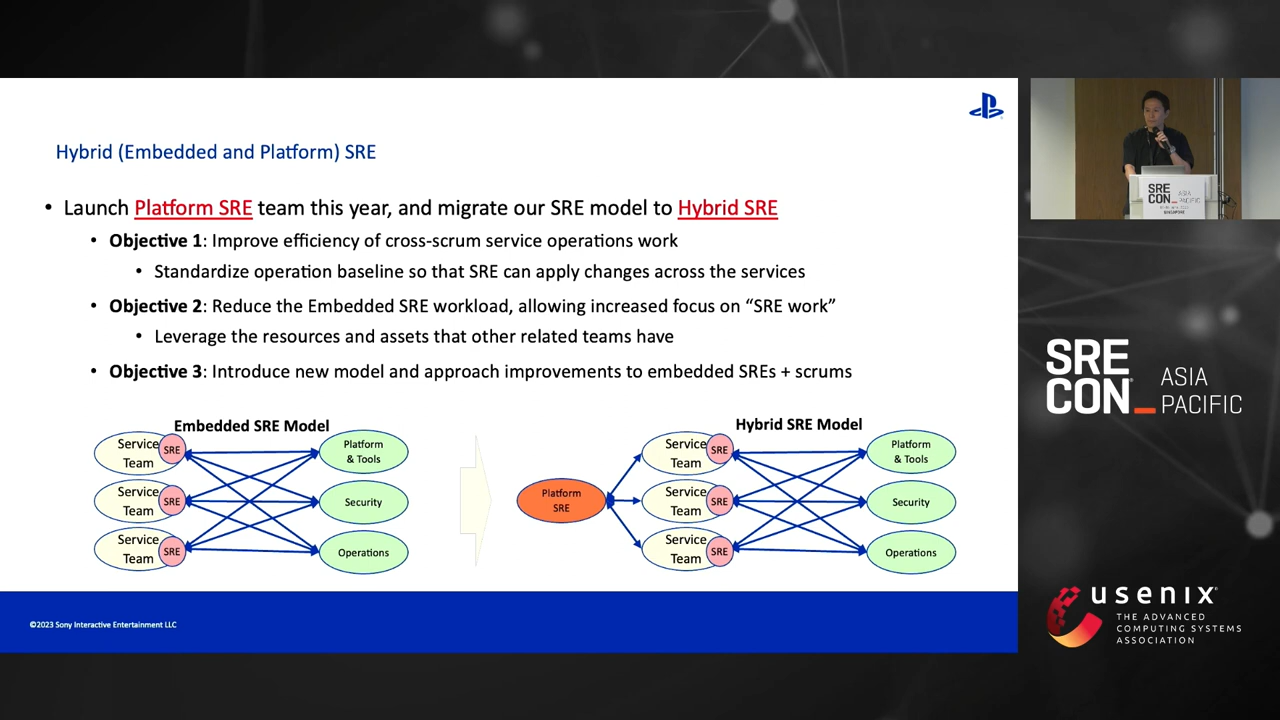 Hybrid (Embedded and Platform) SRE
• Launch Platform SRE team this year, and migrate our SRE model to Hybrid SRE
• Objective 1: Improve efficiency of cross-scrum service operations work
• Standardize operation baseline so that SRE can apply changes across the services
• Objective 2: Reduce the Embedded SRE workload, allowing increased focus on “SRE work”
• Leverage the resources and assets that other related teams have
• Objective 3: Introduce new model and approach improvements to embedded SREs + scrums
Embedded SRE Model
Service
Team
SRE
Service
Team
SRE
Service
Team
SRE
Platform
& Tools
Security
Operations
Hybrid SRE Model
Platform
SRE
Service
Team
SRE
Service
Team
SRE
Service
Team
SRE
Platform
& Tools
Security
Operations
©2023 Sony Interactive Entertainment LLC
SRE
CON_
ASIA
PACIFIC
SINGAPORE
SRE
CON_
ASIA
PACIFIC
usenix
THE ADVANCED
COMPUTING SYSTEMS
ASSOCIATION